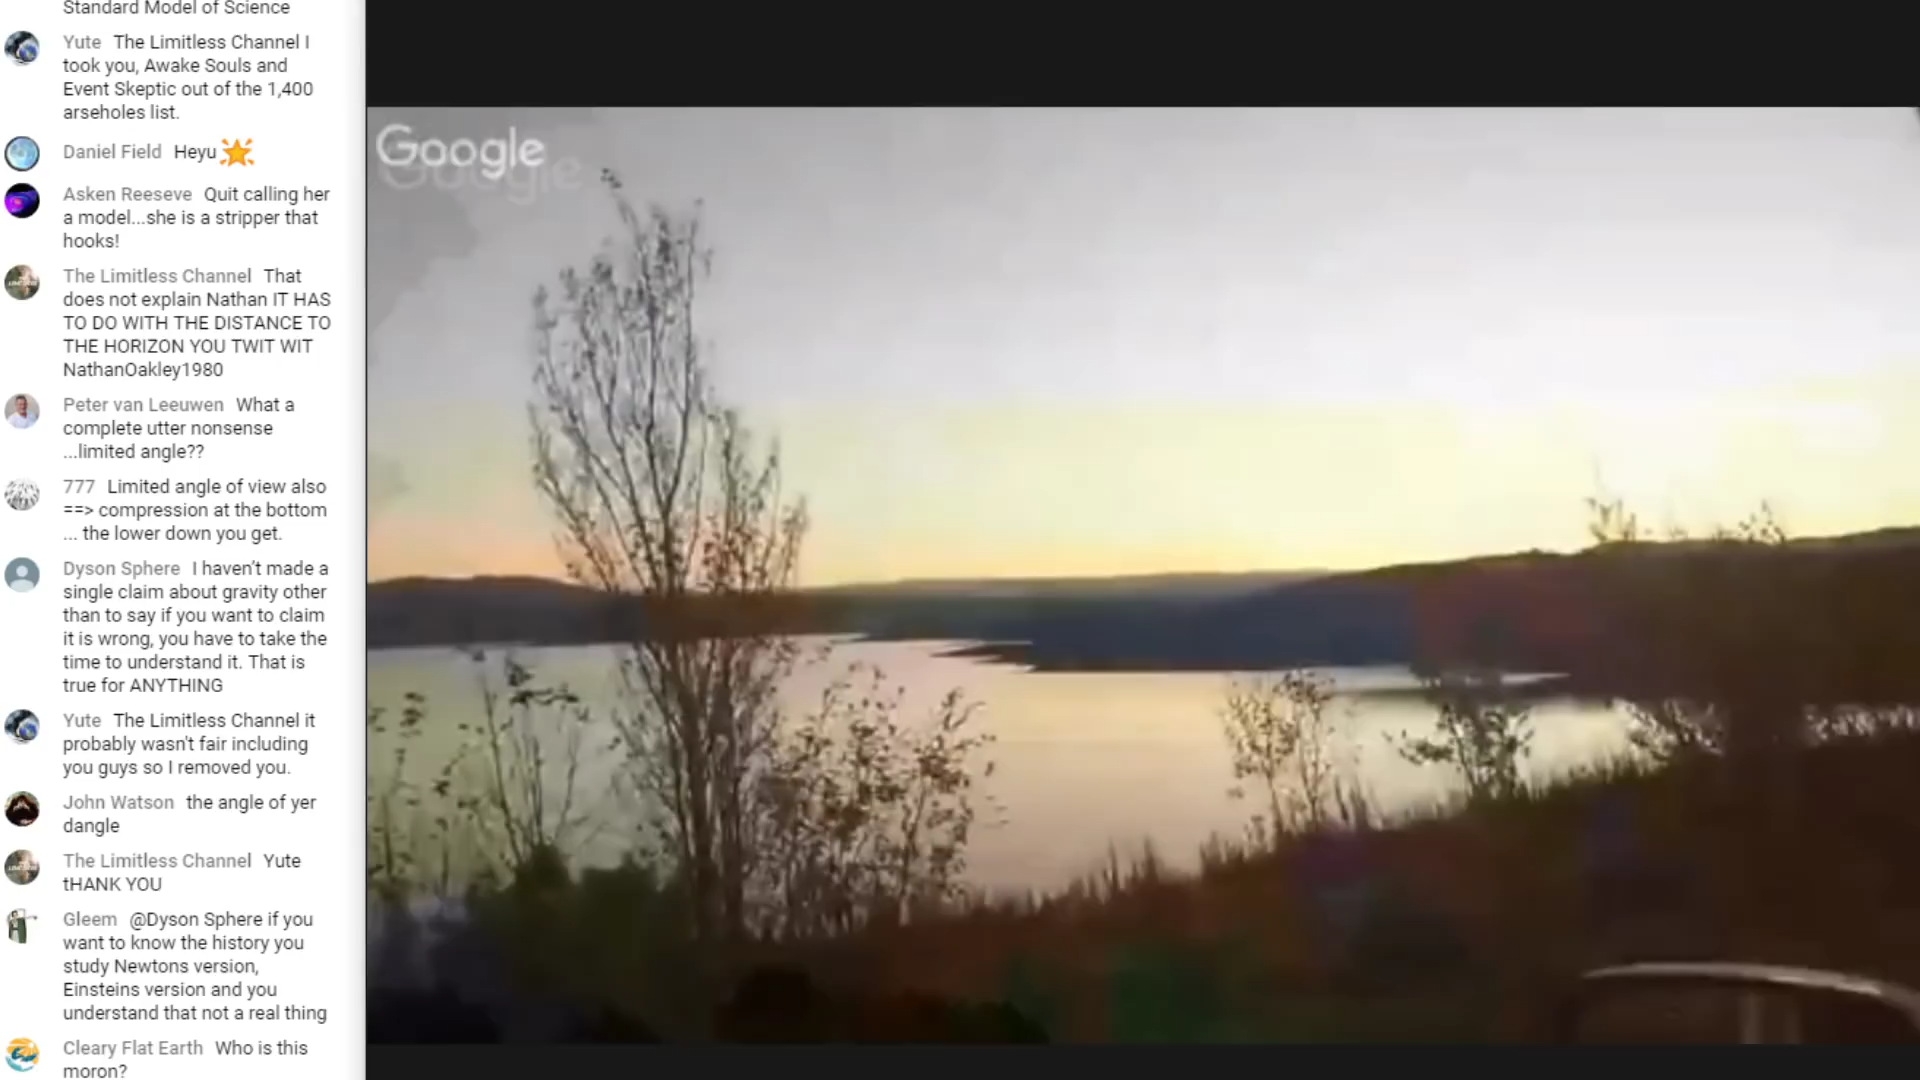 Standard Model of Science
Yute The Limitless Channel I
took you, Awake Souls and
Event Skeptic out of the 1,400
arseholes list.
Daniel Field Heyu
Asken Reeseve Quit calling her
a model...she is a stripper that
hooks!
The Limitless Channel That
does not explain Nathan IT HAS
TO DO WITH THE DISTANCE TO
THE HORIZON YOU TWIT WIT
NathanOakley1980
Peter van Leeuwen What a
complete utter nonsense
...limited angle??
777 Limited angle of view also
==> compression at the bottom
... the lower down you get.
Dyson Sphere I haven't made a
single claim about gravity other
than to say if you want to claim
it is wrong, you have to take the
time to understand it. That is
true for ANYTHING
Yute The Limitless Channel it
probably wasn't fair including
you guys so I removed you.
John Watson the angle of yer
dangle
The Limitless Channel Yute
tHANK YOU
Gleem @Dyson Sphere if you
want to know the history you
study Newtons version,
Einsteins version and you
understand that not a real thing
Cleary Flat Earth Who is this
moron?
Google
Google